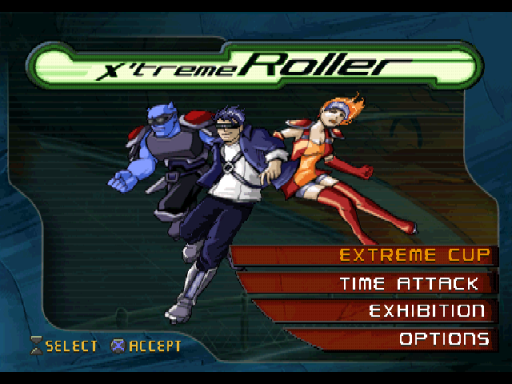 X'treme Roller
EXTREME CUP
TIME ATTACK
EXHIBITION
OPTIONS
SELECT ACCEPT